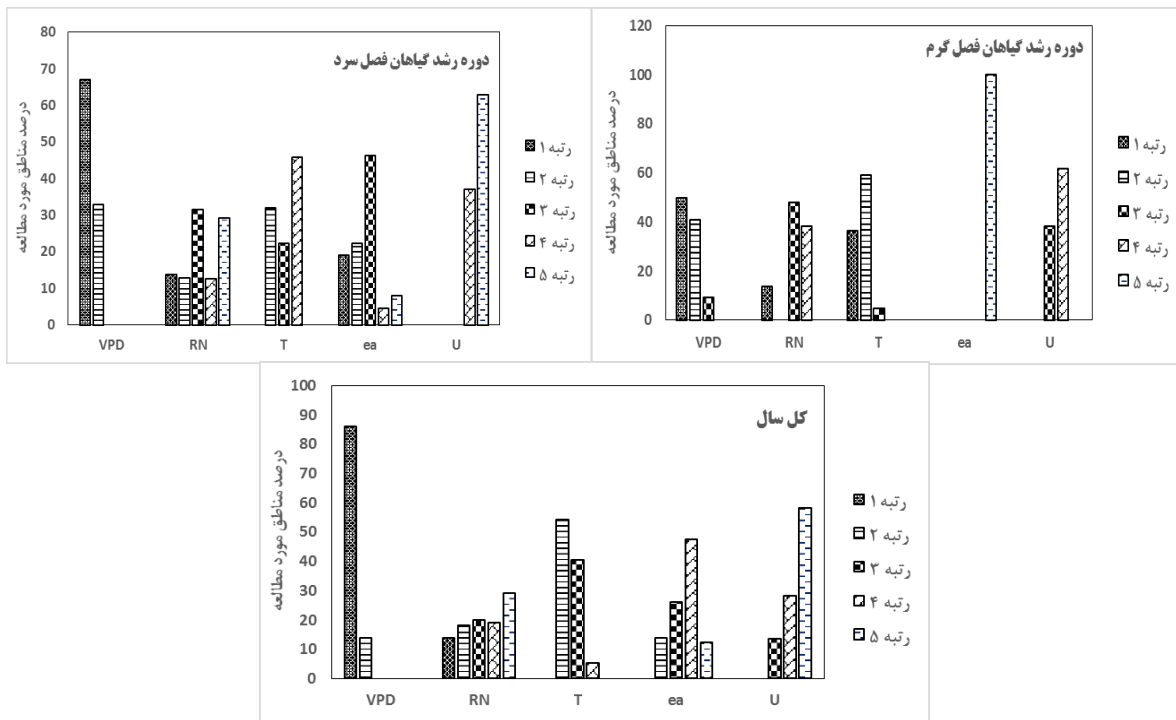 دوره رشد گیاهان فصل سرد
درصد مناطق مورد مطالعه
80
70
60
50
40
30
20
10
0
VPD RN T ea U
رتبه ۱
رتبه ۲
رتبه ۳
رتبه ۴
رتبه ۵
دوره رشد گیاهان فصل گرم
درصد مناطق مورد مطالعه
120
100
80
60
40
20
0
VPD RN T ea U
رتبه ۱
رتبه ۲
رتبه ۳
رتبه ۴
رتبه ۵
کل سال
درصد مناطق مورد مطالعه
100
90
80
70
60
50
40
30
20
10
0
VPD RN T ea U
رتبه ۱
رتبه ۲
رتبه ۳
رتبه ۴
رتبه ۵